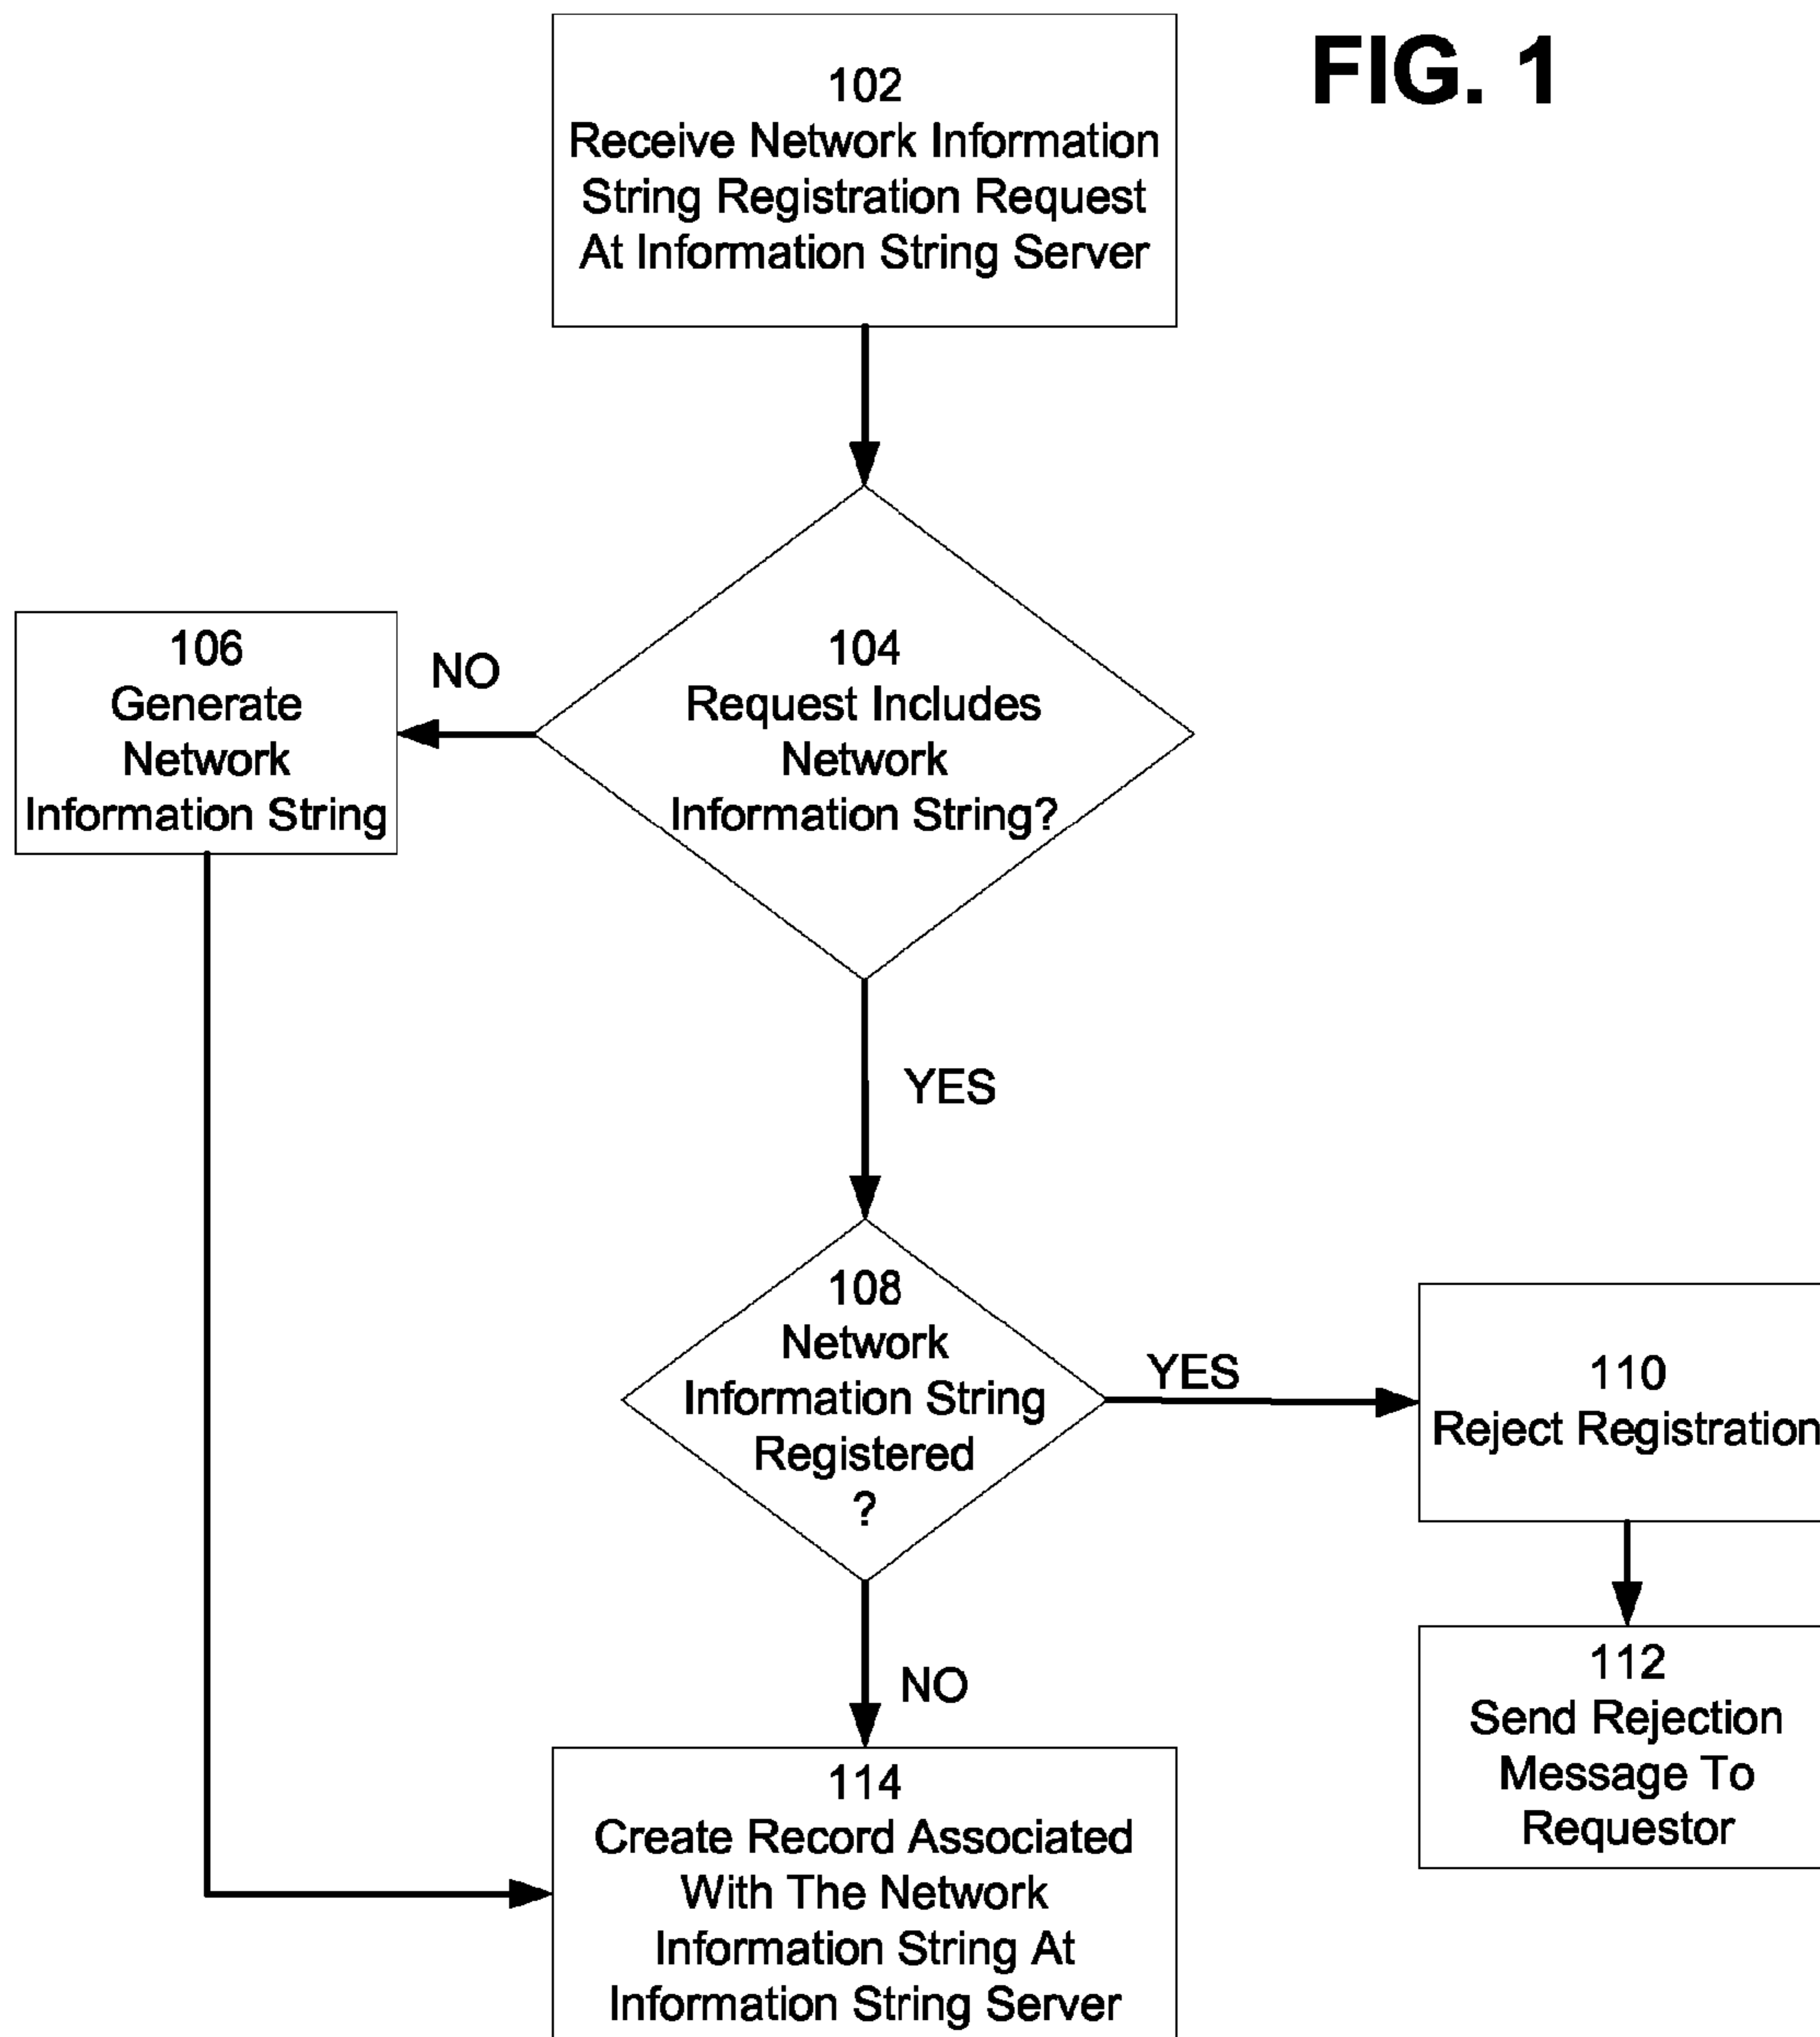 FIG. 1
102
Receive Network Information
String Registration Request
At Information String Server
104
Request Includes
Network
Information String?
NO
106
Generate
Network
Information String
YES
108
Network
Information String
Registered
?
YES
110
Reject Registration
112
Send Rejection
Message To
Requestor
NO
114
Create Record Associated
With The Network
Information String At
Information String Server